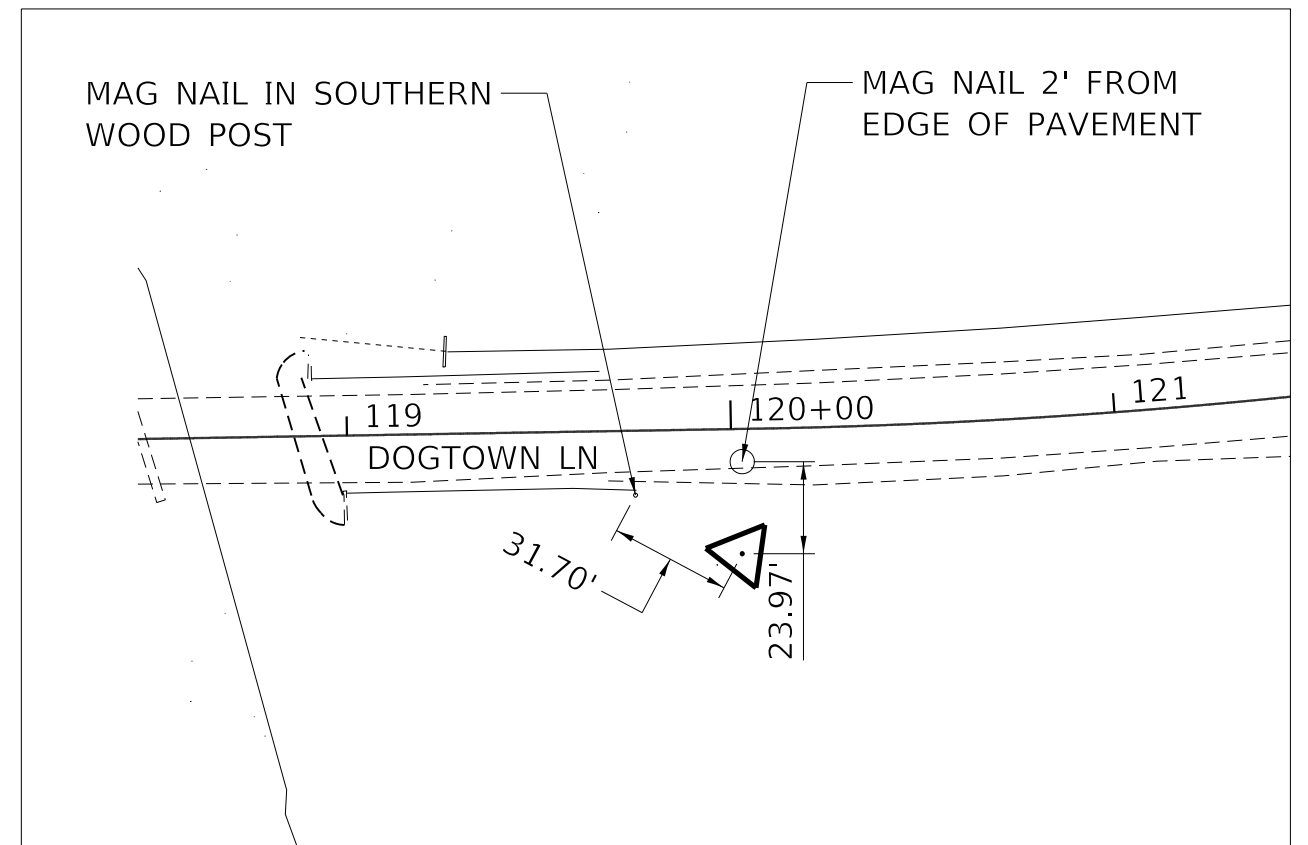 MAG NAIL IN SOUTHERN
WOOD POST
MAG NAIL 2' FROM
EDGE OF PAVEMENT
119
120+00
121
DOGTOWN LN
31.70'
23.97'